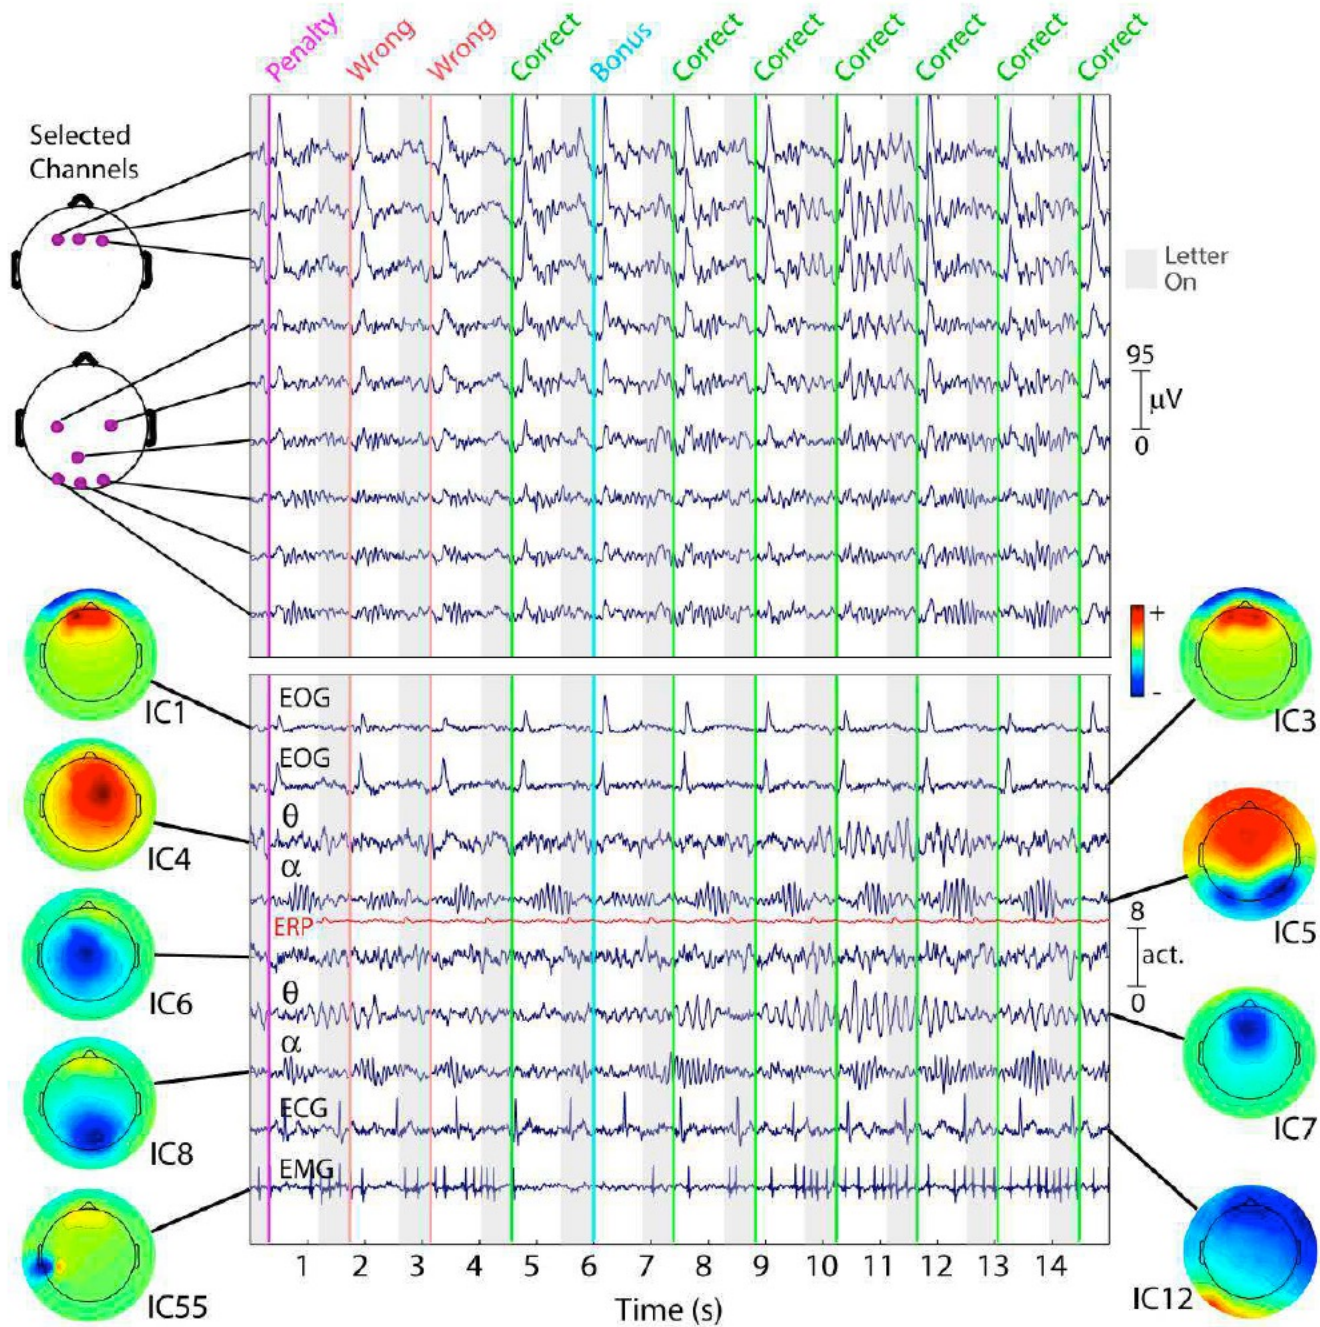 Penalty
Wrong
Wrong
Correct
Bonus
Correct
Correct
Correct
Correct
Correct
Correct
Selected
Channels
Letter
On
95
μV
0
EOG
+
-
IC1
IC3
EOG
θ
IC4
α
8
ERP
IC5
act.
IC6
θ
0
α
ECG
IC8
IC7
EMG
1 2 3 4 5 6 7 8 9 10 11 12 13 14
IC55
Time (s)
IC12